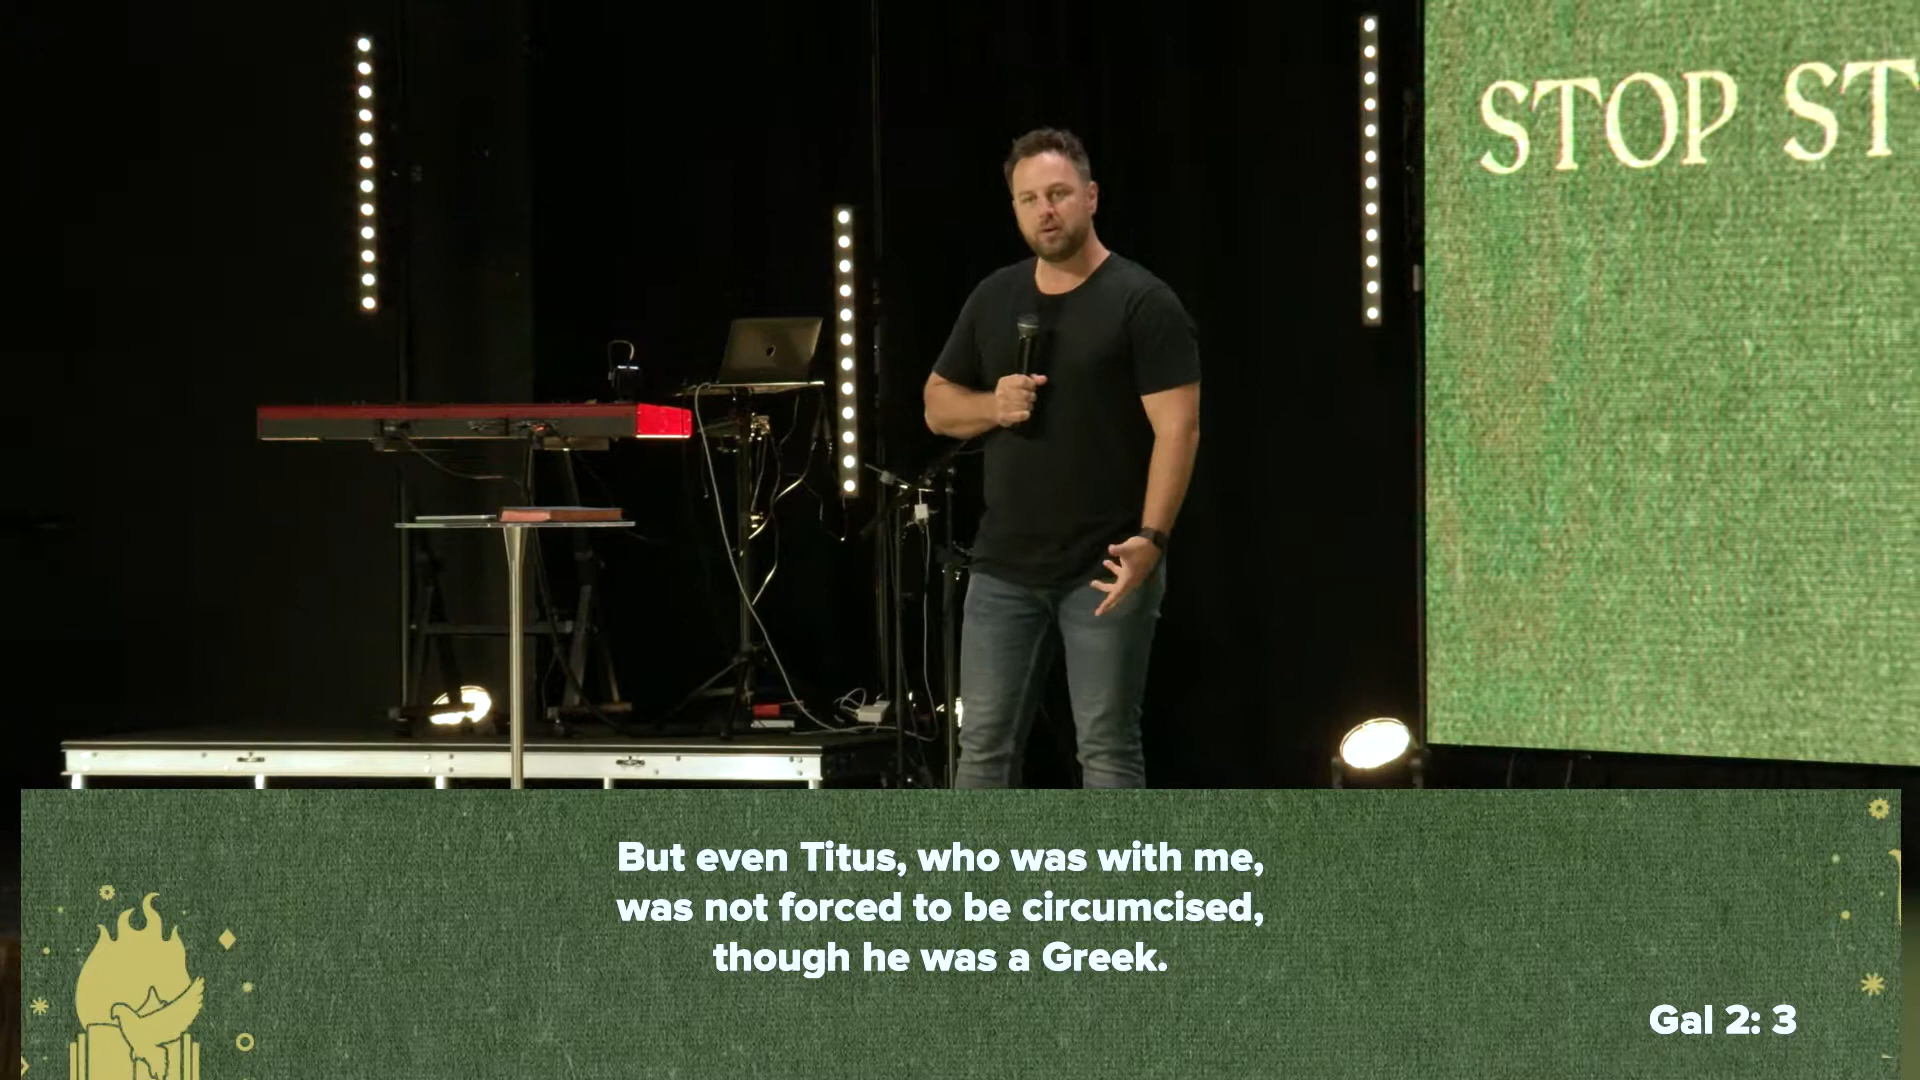 STOP ST
But even Titus, who was with me,
was not forced to be circumcised,
though he was a Greek.
Gal 2: 3